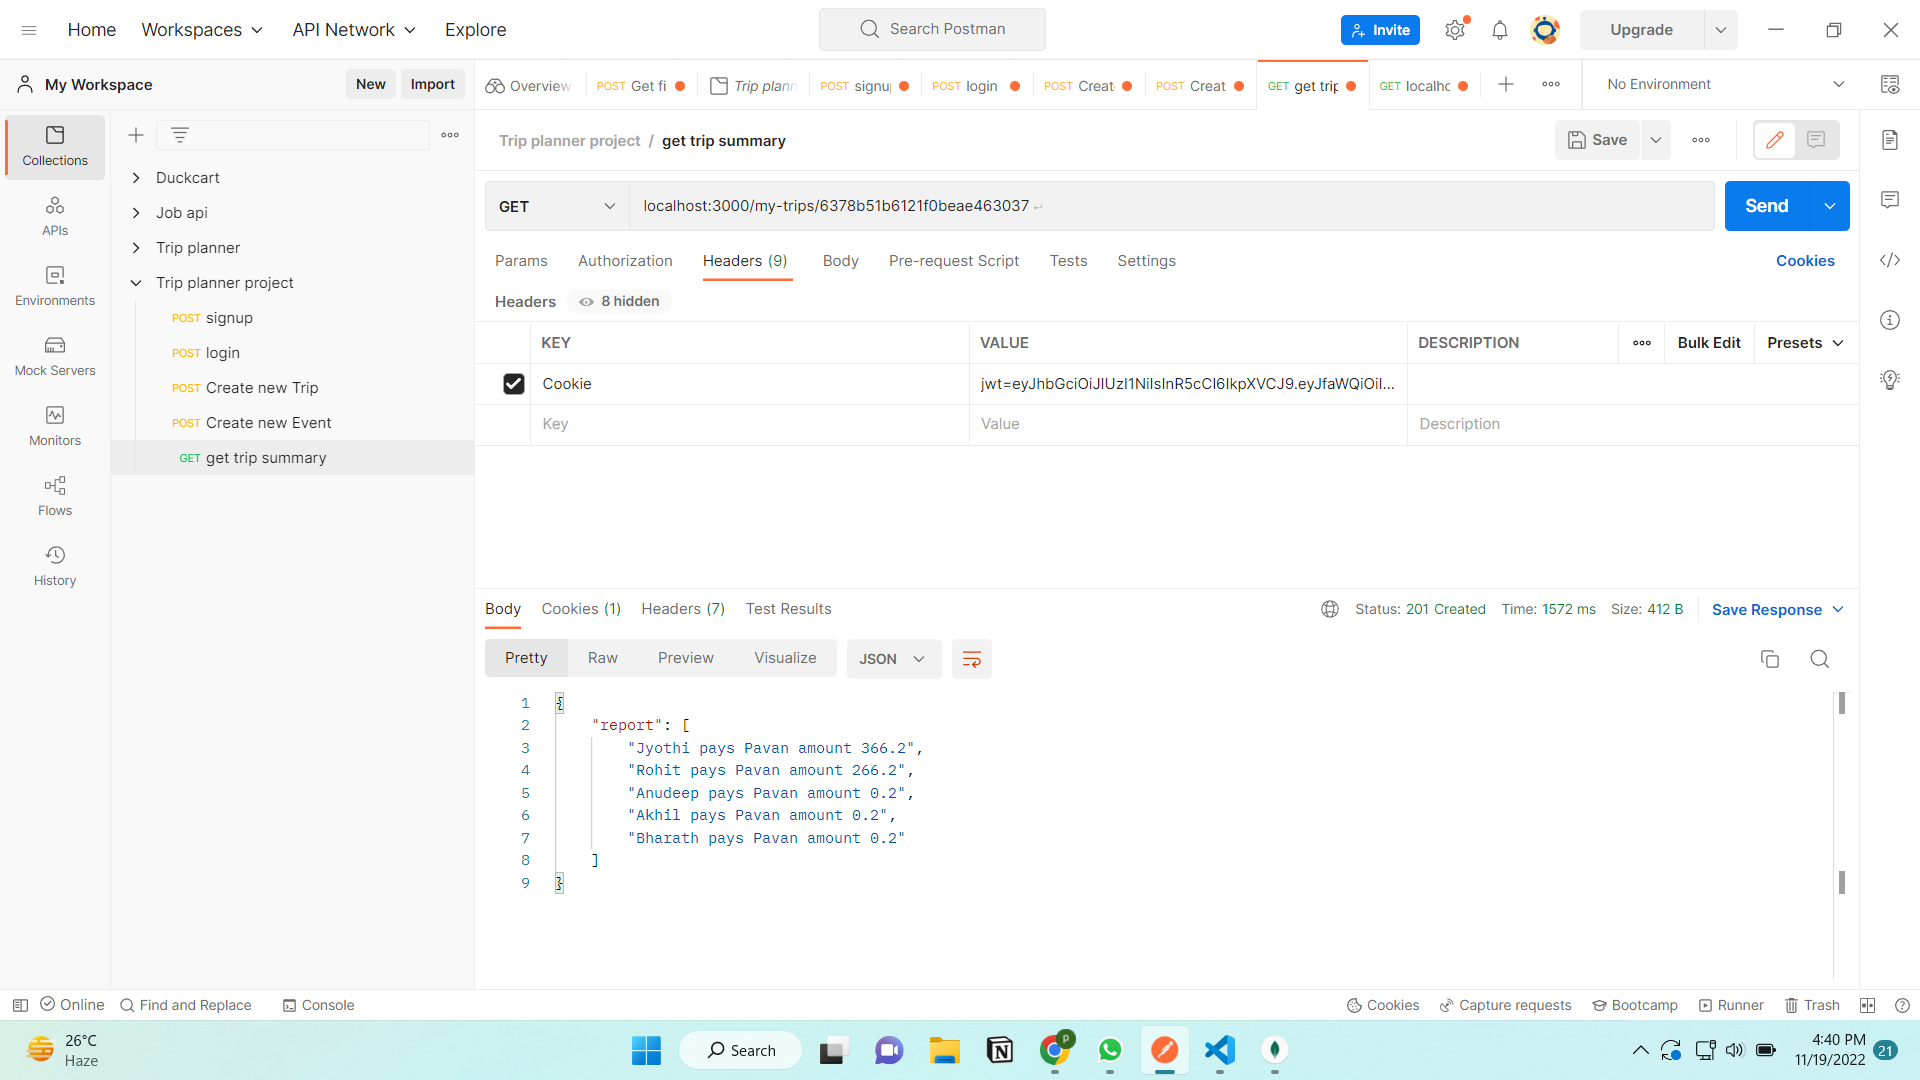 Home Workspaces API Network Explore
Search Postman
Invite
Upgrade
My Workspace New Import
Overview POST Get fi Trip plann POST signu POST login POST Creat POST Creat GET get trip GET localhc
No Environment
Collections
APIs
Environments
Mock Servers
Monitors
Flows
History
Duckcart
Job api
Trip planner
Trip planner project
POST signup
POST login
POST Create new Trip
POST Create new Event
GET get trip summary
Trip planner project / get trip summary
Save
GET localhost:3000/my-trips/6378b51b6121f0beae463037
Send
Params Authorization Headers (9) Body Pre-request Script Tests Settings Cookies
Headers 8 hidden
KEY VALUE DESCRIPTION Bulk Edit Presets
Cookie jwt=eyJhbGciOiJIUzI1NiIsInR5cCI6IkpXVCJ9.eyJfaWQiOiI...
Key Value Description
Body Cookies (1) Headers (7) Test Results Status: 201 Created Time: 1572 ms Size: 412 B Save Response
Pretty Raw Preview Visualize JSON
1 {
2 "report": [
3 "Jyothi pays Pavan amount 366.2",
4 "Rohit pays Pavan amount 266.2",
5 "Anudeep pays Pavan amount 0.2",
6 "Akhil pays Pavan amount 0.2",
7 "Bharath pays Pavan amount 0.2"
8 ]
9 }
Online Find and Replace Console Cookies Capture requests Bootcamp Runner Trash
26°C
Haze
Search
4:40 PM
11/19/2022
21